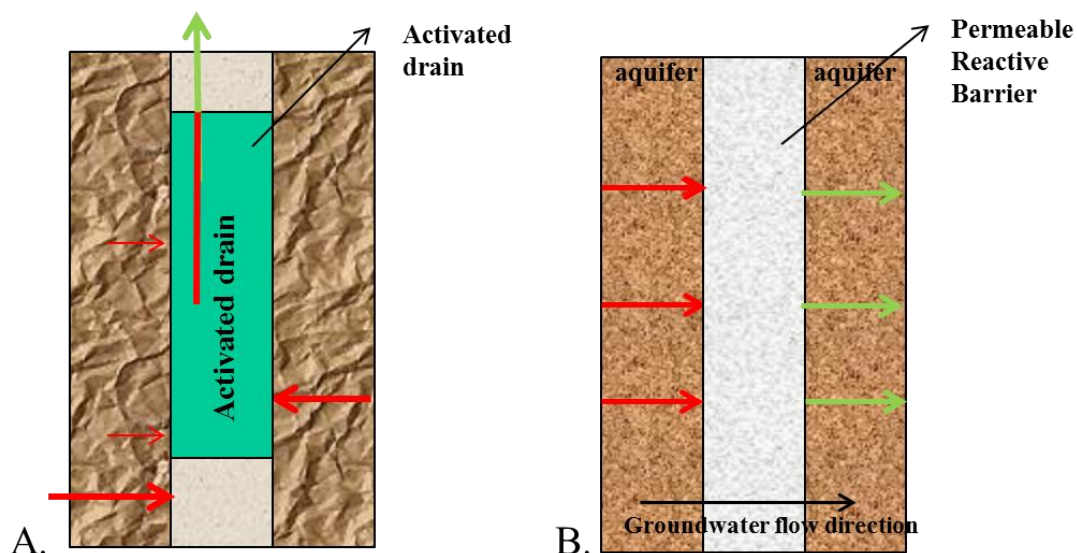 Activated
drain
Activated drain
A.
Permeable
Reactive
Barrier
aquifer
aquifer
Groundwater flow direction
B.